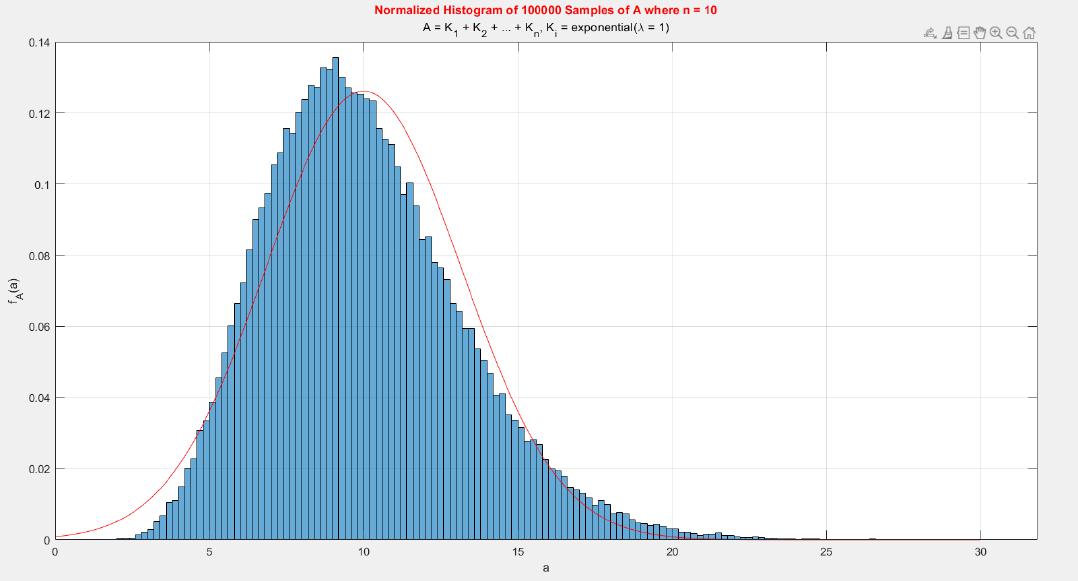 Normalized Histogram of 100000 Samples of A where n = 10
A = K1 + K2 + ... + Kn, Ki = exponential(λ = 1)
0.14
0.12
0.1
0.08
0.06
0.04
0.02
0
fA(a)
0 5 10 15 20 25 30
a